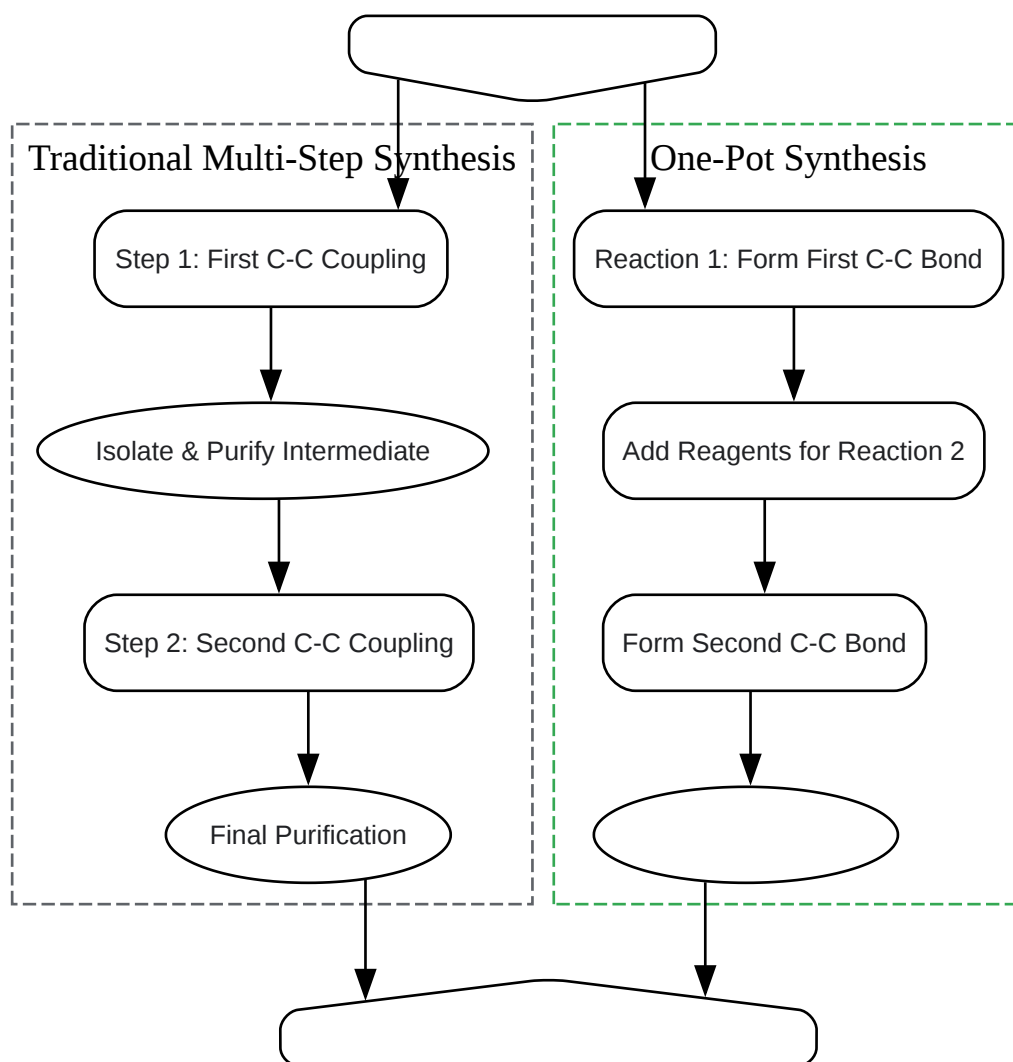 Traditional Multi-Step Synthesis
Step 1: First C-C Coupling
Isolate & Purify Intermediate
Step 2: Second C-C Coupling
Final Purification
One-Pot Synthesis
Reaction 1: Form First C-C Bond
Add Reagents for Reaction 2
Form Second C-C Bond